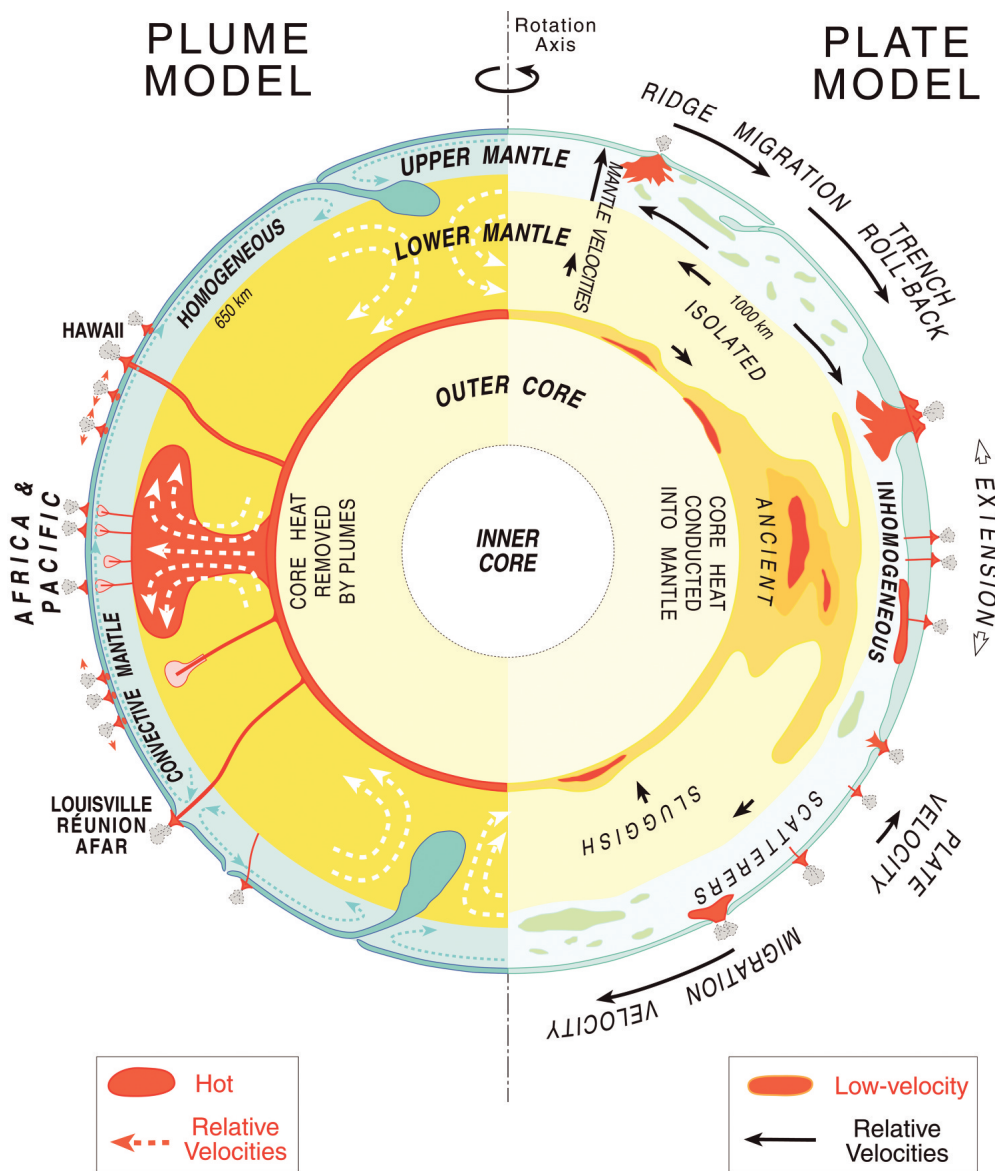 PLUME
MODEL
Rotation
Axis
PLATE
MODEL
RIDGE MIGRATION
TRENCH
ROLL-BACK
UPPER MANTLE
MANTLE VELOCITIES
LOWER MANTLE
HOMOGENEOUS
650 km
1000 km
ISOLATED
HAWAII
OUTER CORE
AFRICA &
PACIFIC
CORE HEAT
REMOVED
BY PLUMES
INNER
CORE
CORE HEAT
CONDUCTED
INTO MANTLE
ANCIENT
INHOMOGENEOUS
EXTENSION
CONVECTIVE MANTLE
LOUISVILLE
RÉUNION
AFAR
SLUGGISH
SCATTERERS
PLATE
VELOCITY
MIGRATION VELOCITY
Hot
Relative
Velocities
Low-velocity
Relative
Velocities